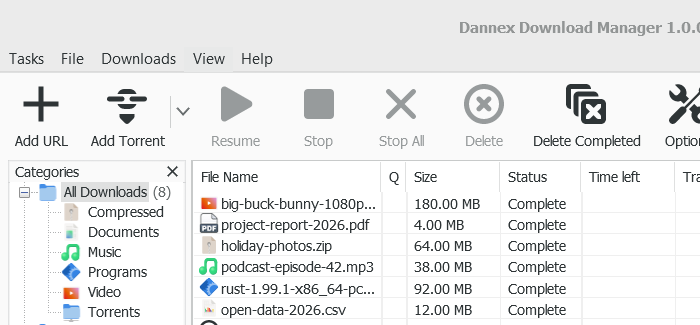 Dannex Download Manager 1.0.0
Tasks File Downloads View Help
Add URL Add Torrent Resume Stop Stop All Delete Delete Completed
Categories
All Downloads (8)
Compressed
Documents
Music
Programs
Video
Torrents
File Name Q Size Status Time left
big-buck-bunny-1080p... 180.00 MB Complete
project-report-2026.pdf 4.00 MB Complete
holiday-photos.zip 64.00 MB Complete
podcast-episode-42.mp3 38.00 MB Complete
rust-1.99.1-x86_64-pc... 92.00 MB Complete
open-data-2026.csv 12.00 MB Complete